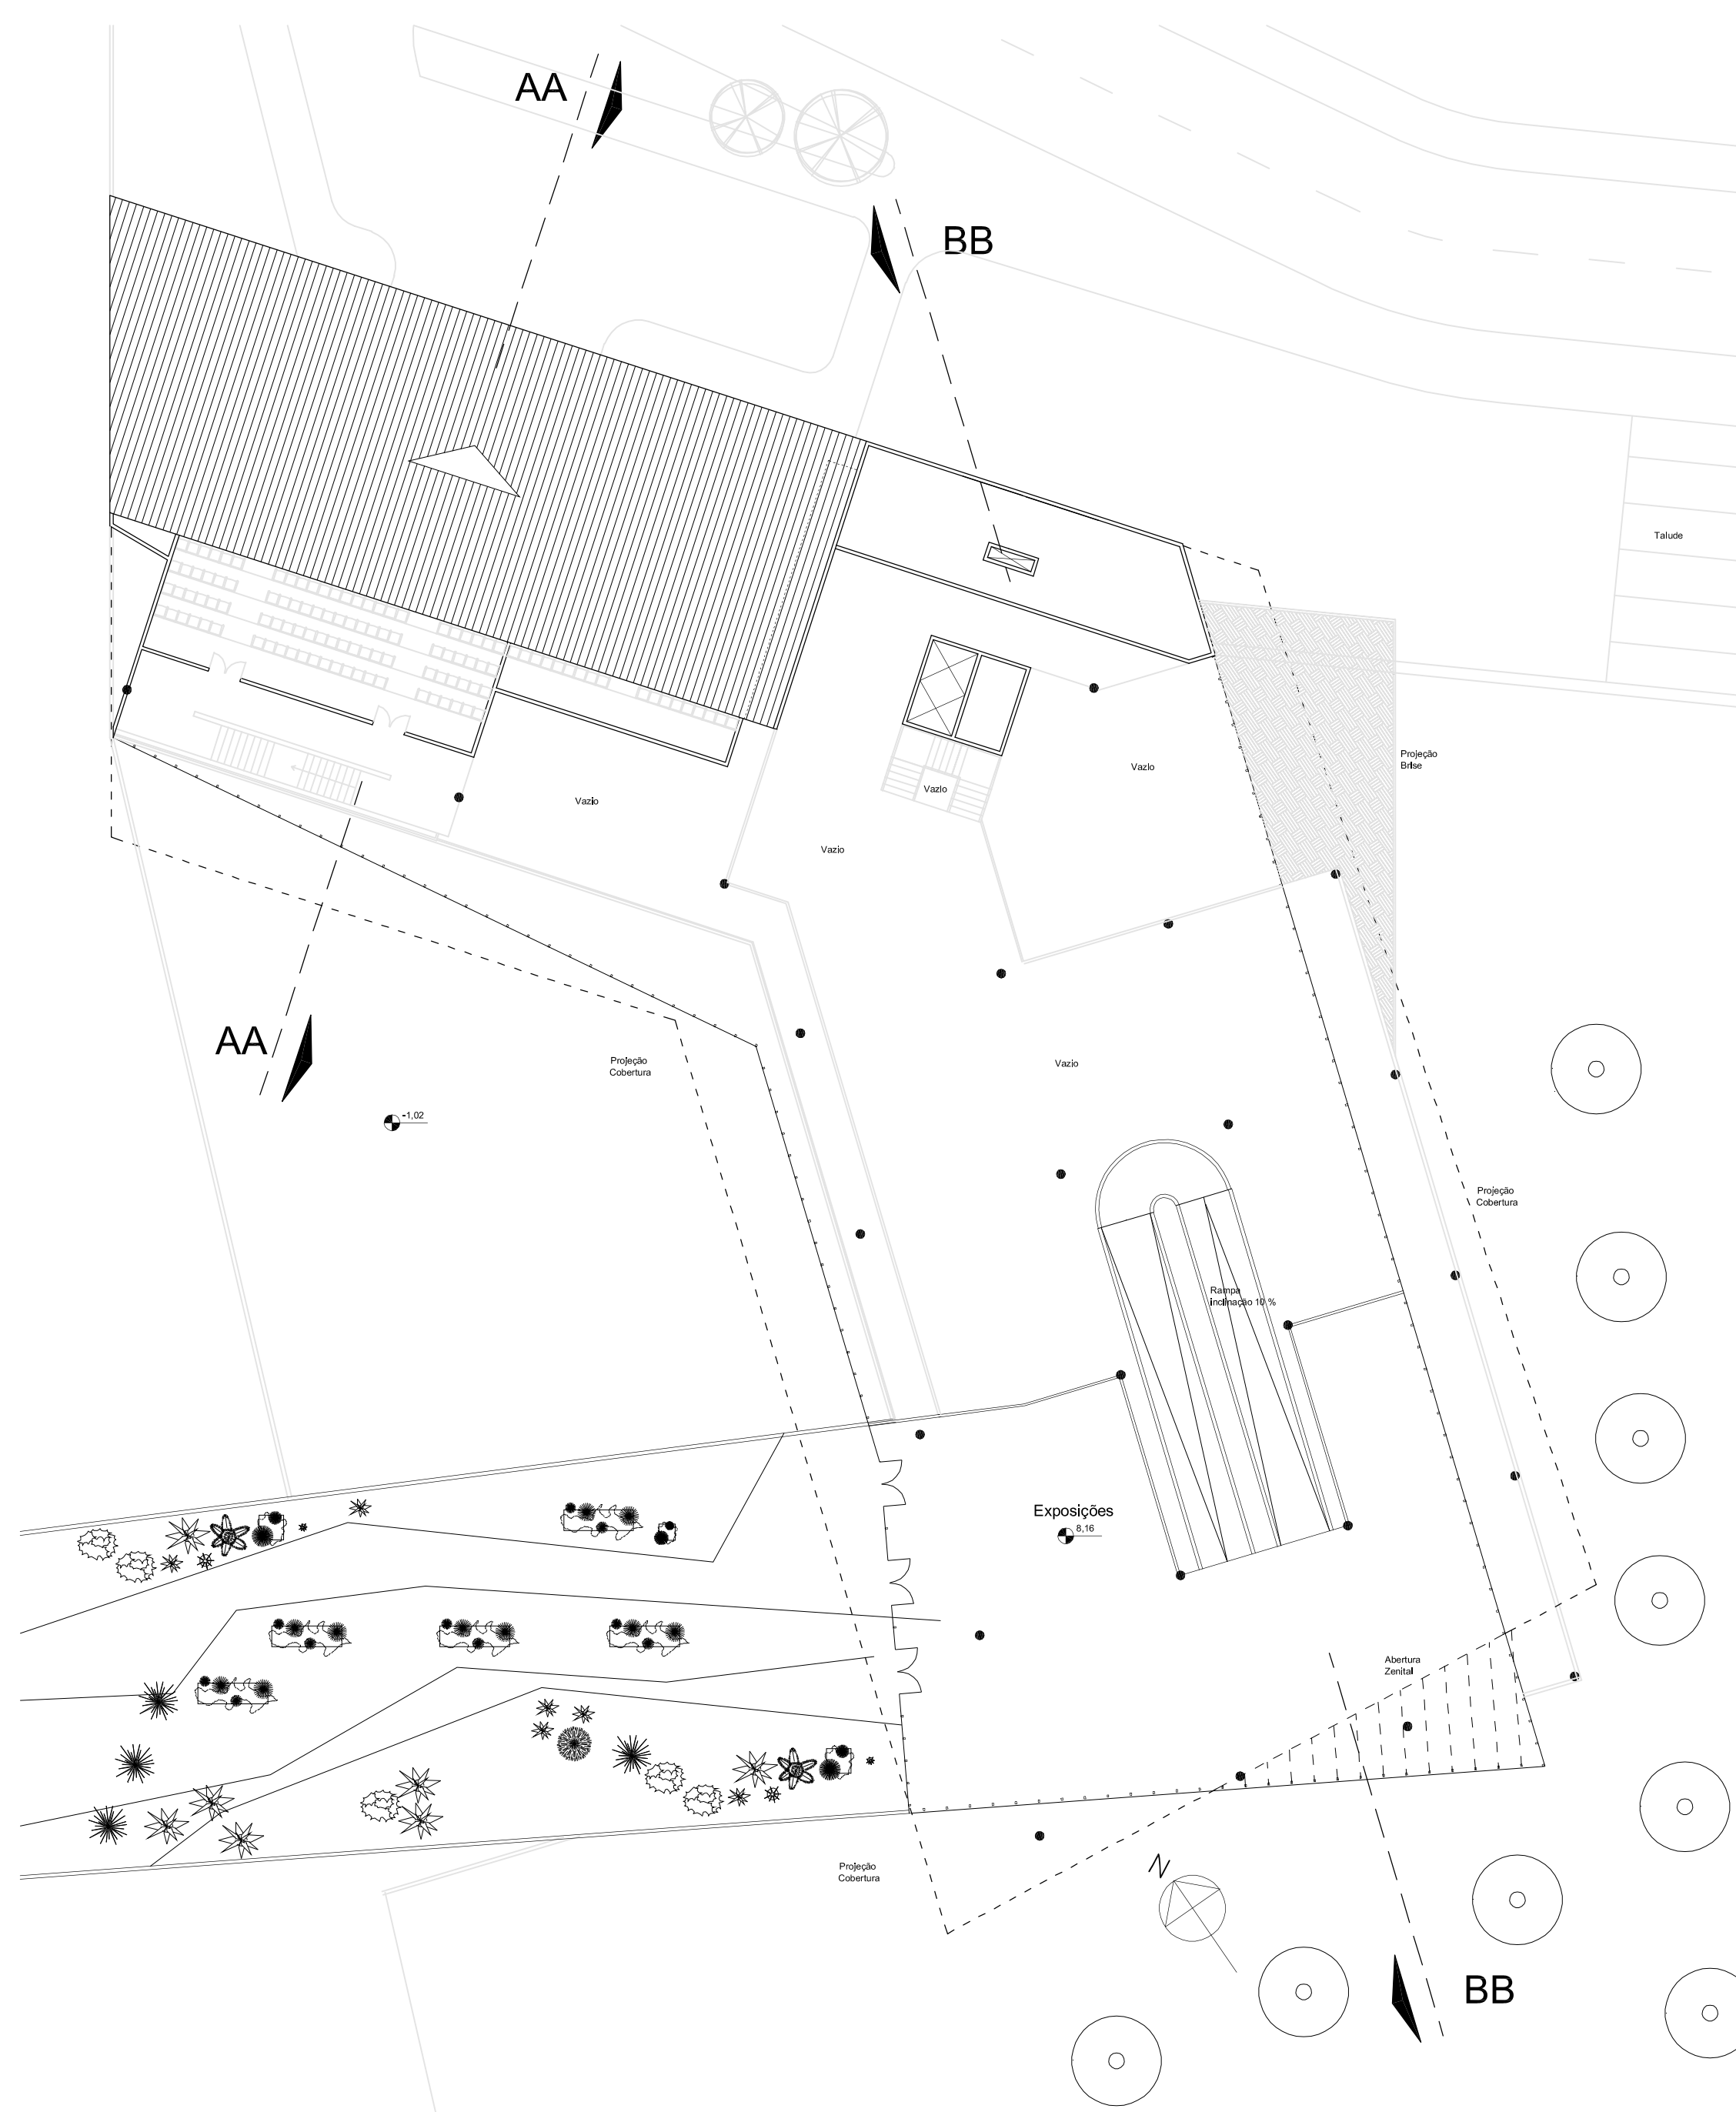 AA
BB
Talude
Projeção
Brise
Vazio
Vazio
Vazio
Vazio
AA
Projeção
Cobertura
Vazio
-1,02
Projeção
Cobertura
Rampa
inclinação 10 %
Exposições
8,16
Abertura
Zenital
Projeção
Cobertura
N
BB